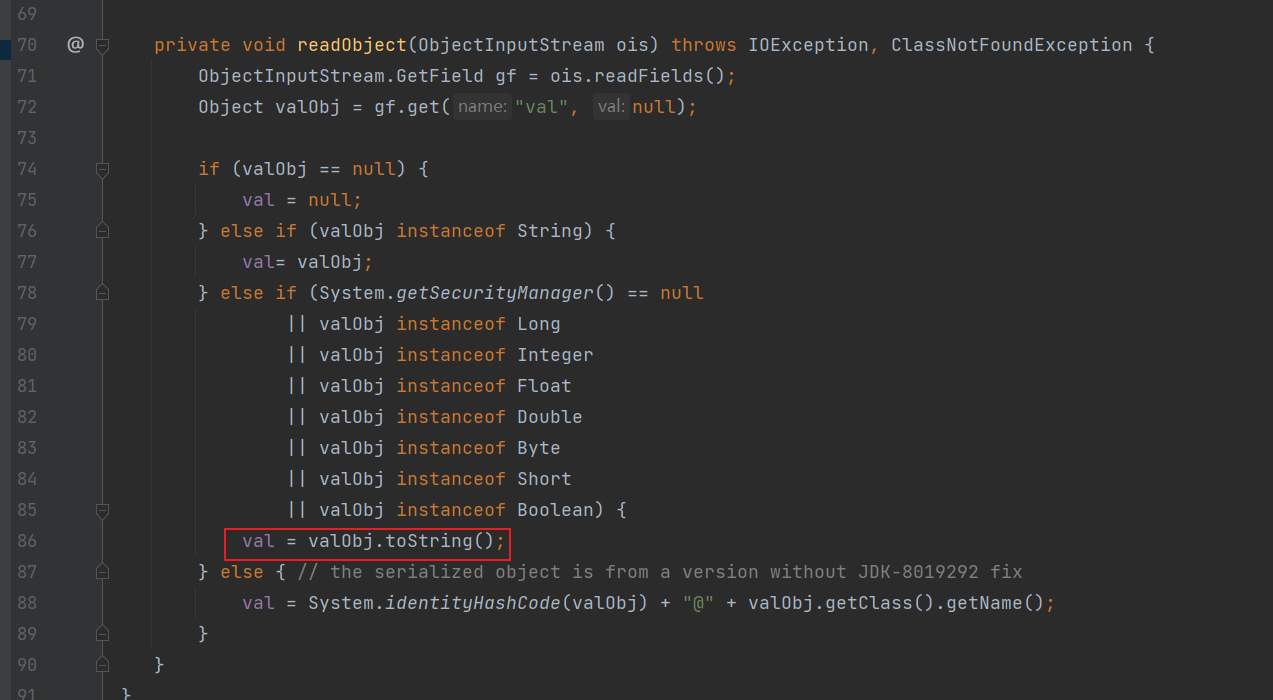 69
70 @ private void readObject(ObjectInputStream ois) throws IOException, ClassNotFoundException {
71 ObjectInputStream.GetField gf = ois.readFields();
72 Object valObj = gf.get( name: "val", val: null);
73
74 if (valObj == null) {
75 val = null;
76 } else if (valObj instanceof String) {
77 val= valObj;
78 } else if (System.getSecurityManager() == null
79 || valObj instanceof Long
80 || valObj instanceof Integer
81 || valObj instanceof Float
82 || valObj instanceof Double
83 || valObj instanceof Byte
84 || valObj instanceof Short
85 || valObj instanceof Boolean) {
86 val = valObj.toString();
87 } else { // the serialized object is from a version without JDK-8019292 fix
88 val = System.identityHashCode(valObj) + "@" + valObj.getClass().getName();
89 }
90 }
91 }